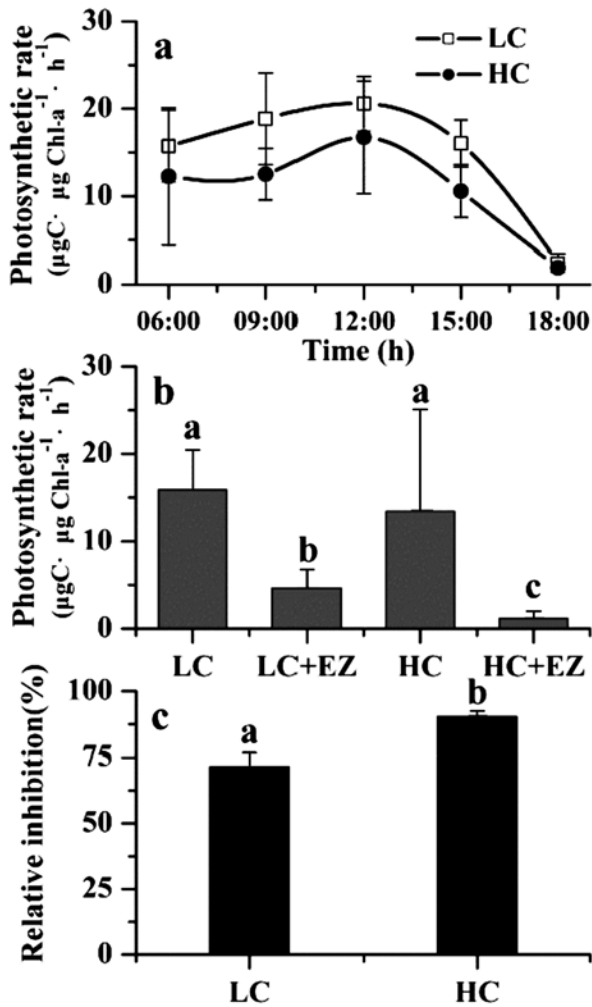 Photosynthetic rate
(µgC· µg Chl-a⁻¹ · h⁻¹)
30
20
10
0
a
LC
HC
06:00 09:00 12:00 15:00 18:00
Time (h)
Photosynthetic rate
(µgC· µg Chl-a⁻¹ · h⁻¹)
30
20
10
0
b
a
b
a
c
LC LC+EZ HC HC+EZ
Relative inhibition(%)
100
75
50
25
0
c
a
b
LC HC